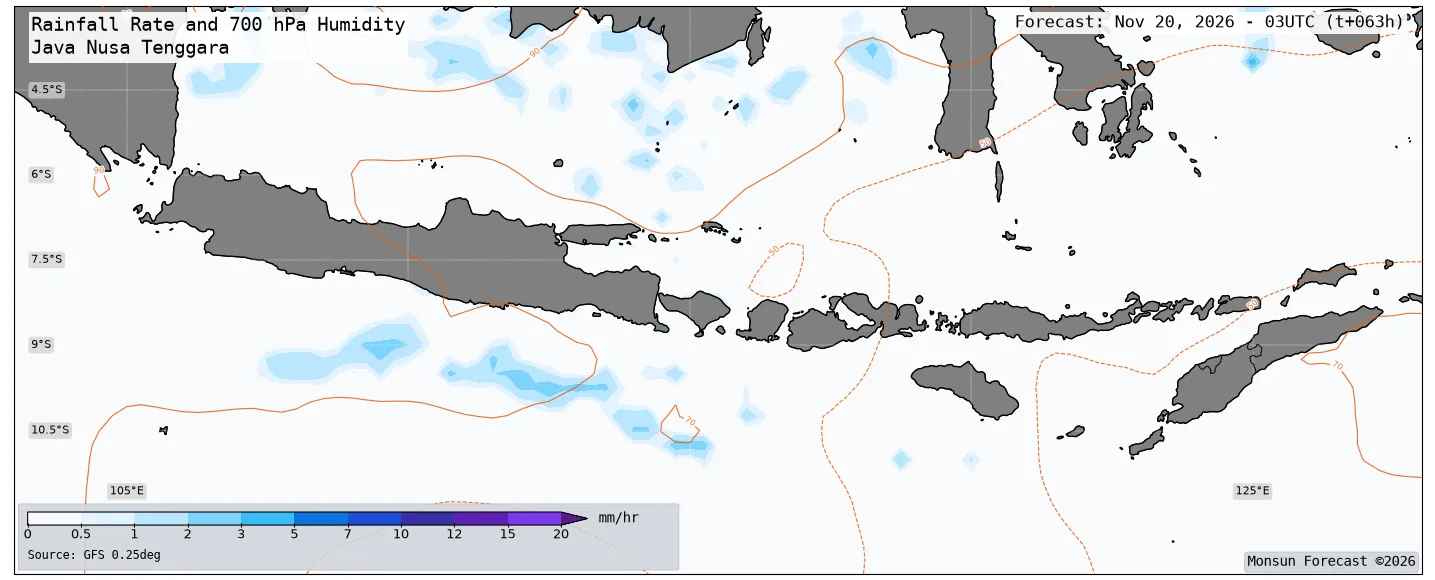 Rainfall Rate and 700 hPa Humidity
Java Nusa Tenggara
Forecast: Nov 20, 2026 - 03UTC (t+063h)
90
4.5°S
50
90
6°S
50
7.5°S
50
9°S
70
70
10.5°S
105°E
125°E
mm/hr
0 0.5 1 2 3 5 7 10 12 15 20
Source: GFS 0.25deg
Monsun Forecast ©2026